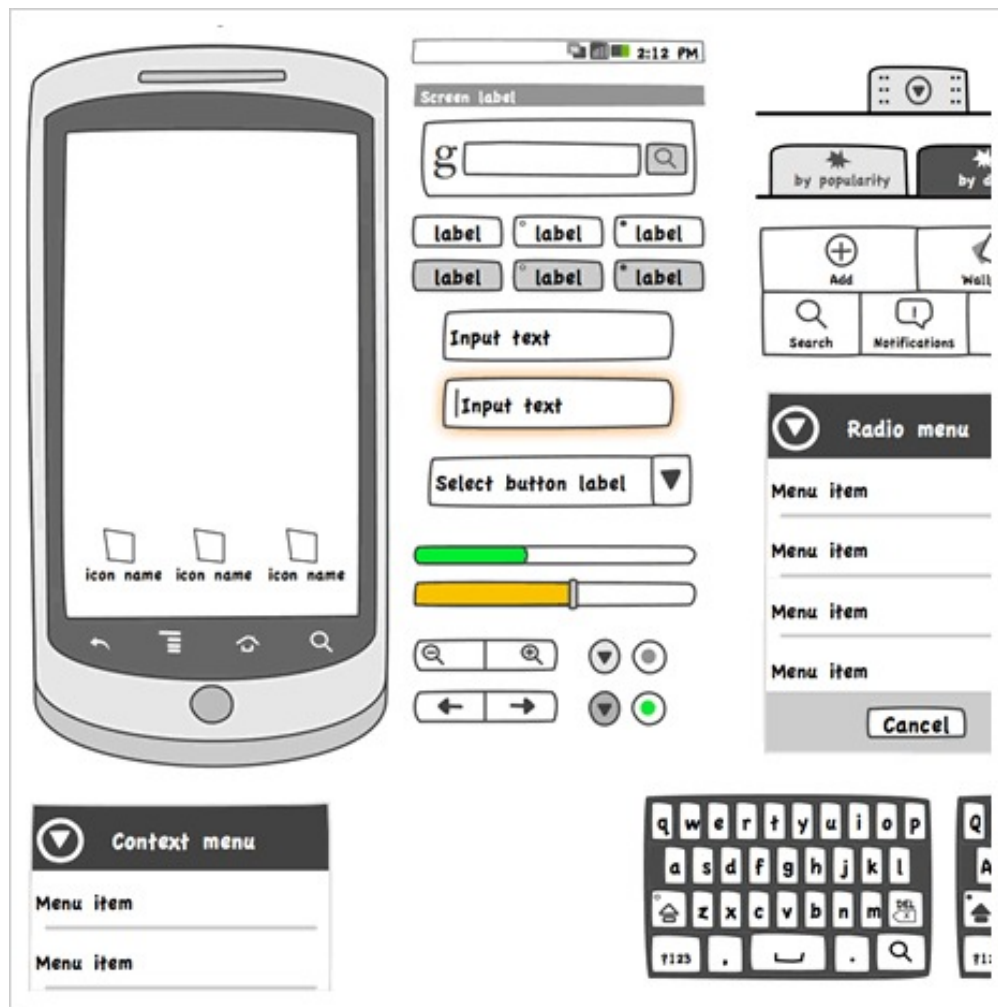 2:12 PM
Screen label
g
by popularity
by d
label label label
label label label
Add
Wall
Input text
Search Notifications
Input text
Radio menu
Select button label
Menu item
Menu item
icon name icon name icon name
Menu item
Menu item
Cancel
Context menu
Menu item
Menu item
q w e r t y u i o p
a s d f g h j k l
z x c v b n m DEL
?123 , .
Q
A